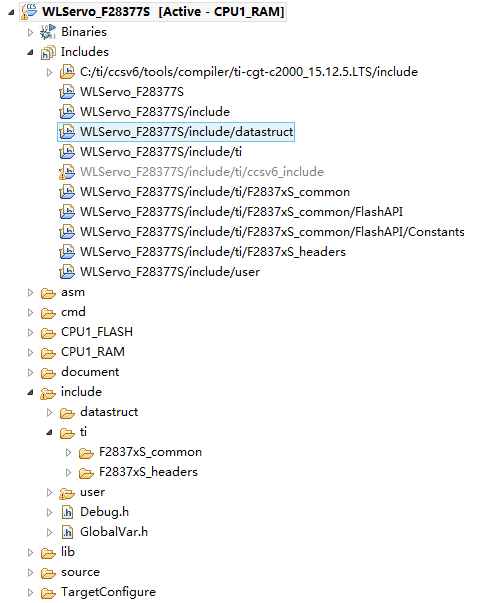 WLServo_F28377S [Active - CPU1_RAM]
Binaries
Includes
C:/ti/ccsv6/tools/compiler/ti-cgt-c2000_15.12.5.LTS/include
WLServo_F28377S
WLServo_F28377S/include
WLServo_F28377S/include/datastruct
WLServo_F28377S/include/ti
WLServo_F28377S/include/ti/ccsv6_include
WLServo_F28377S/include/ti/F2837xS_common
WLServo_F28377S/include/ti/F2837xS_common/FlashAPI
WLServo_F28377S/include/ti/F2837xS_common/FlashAPI/Constants
WLServo_F28377S/include/ti/F2837xS_headers
WLServo_F28377S/include/user
asm
cmd
CPU1_FLASH
CPU1_RAM
document
include
datastruct
ti
F2837xS_common
F2837xS_headers
user
.h Debug.h
.h GlobalVar.h
lib
source
TargetConfigure